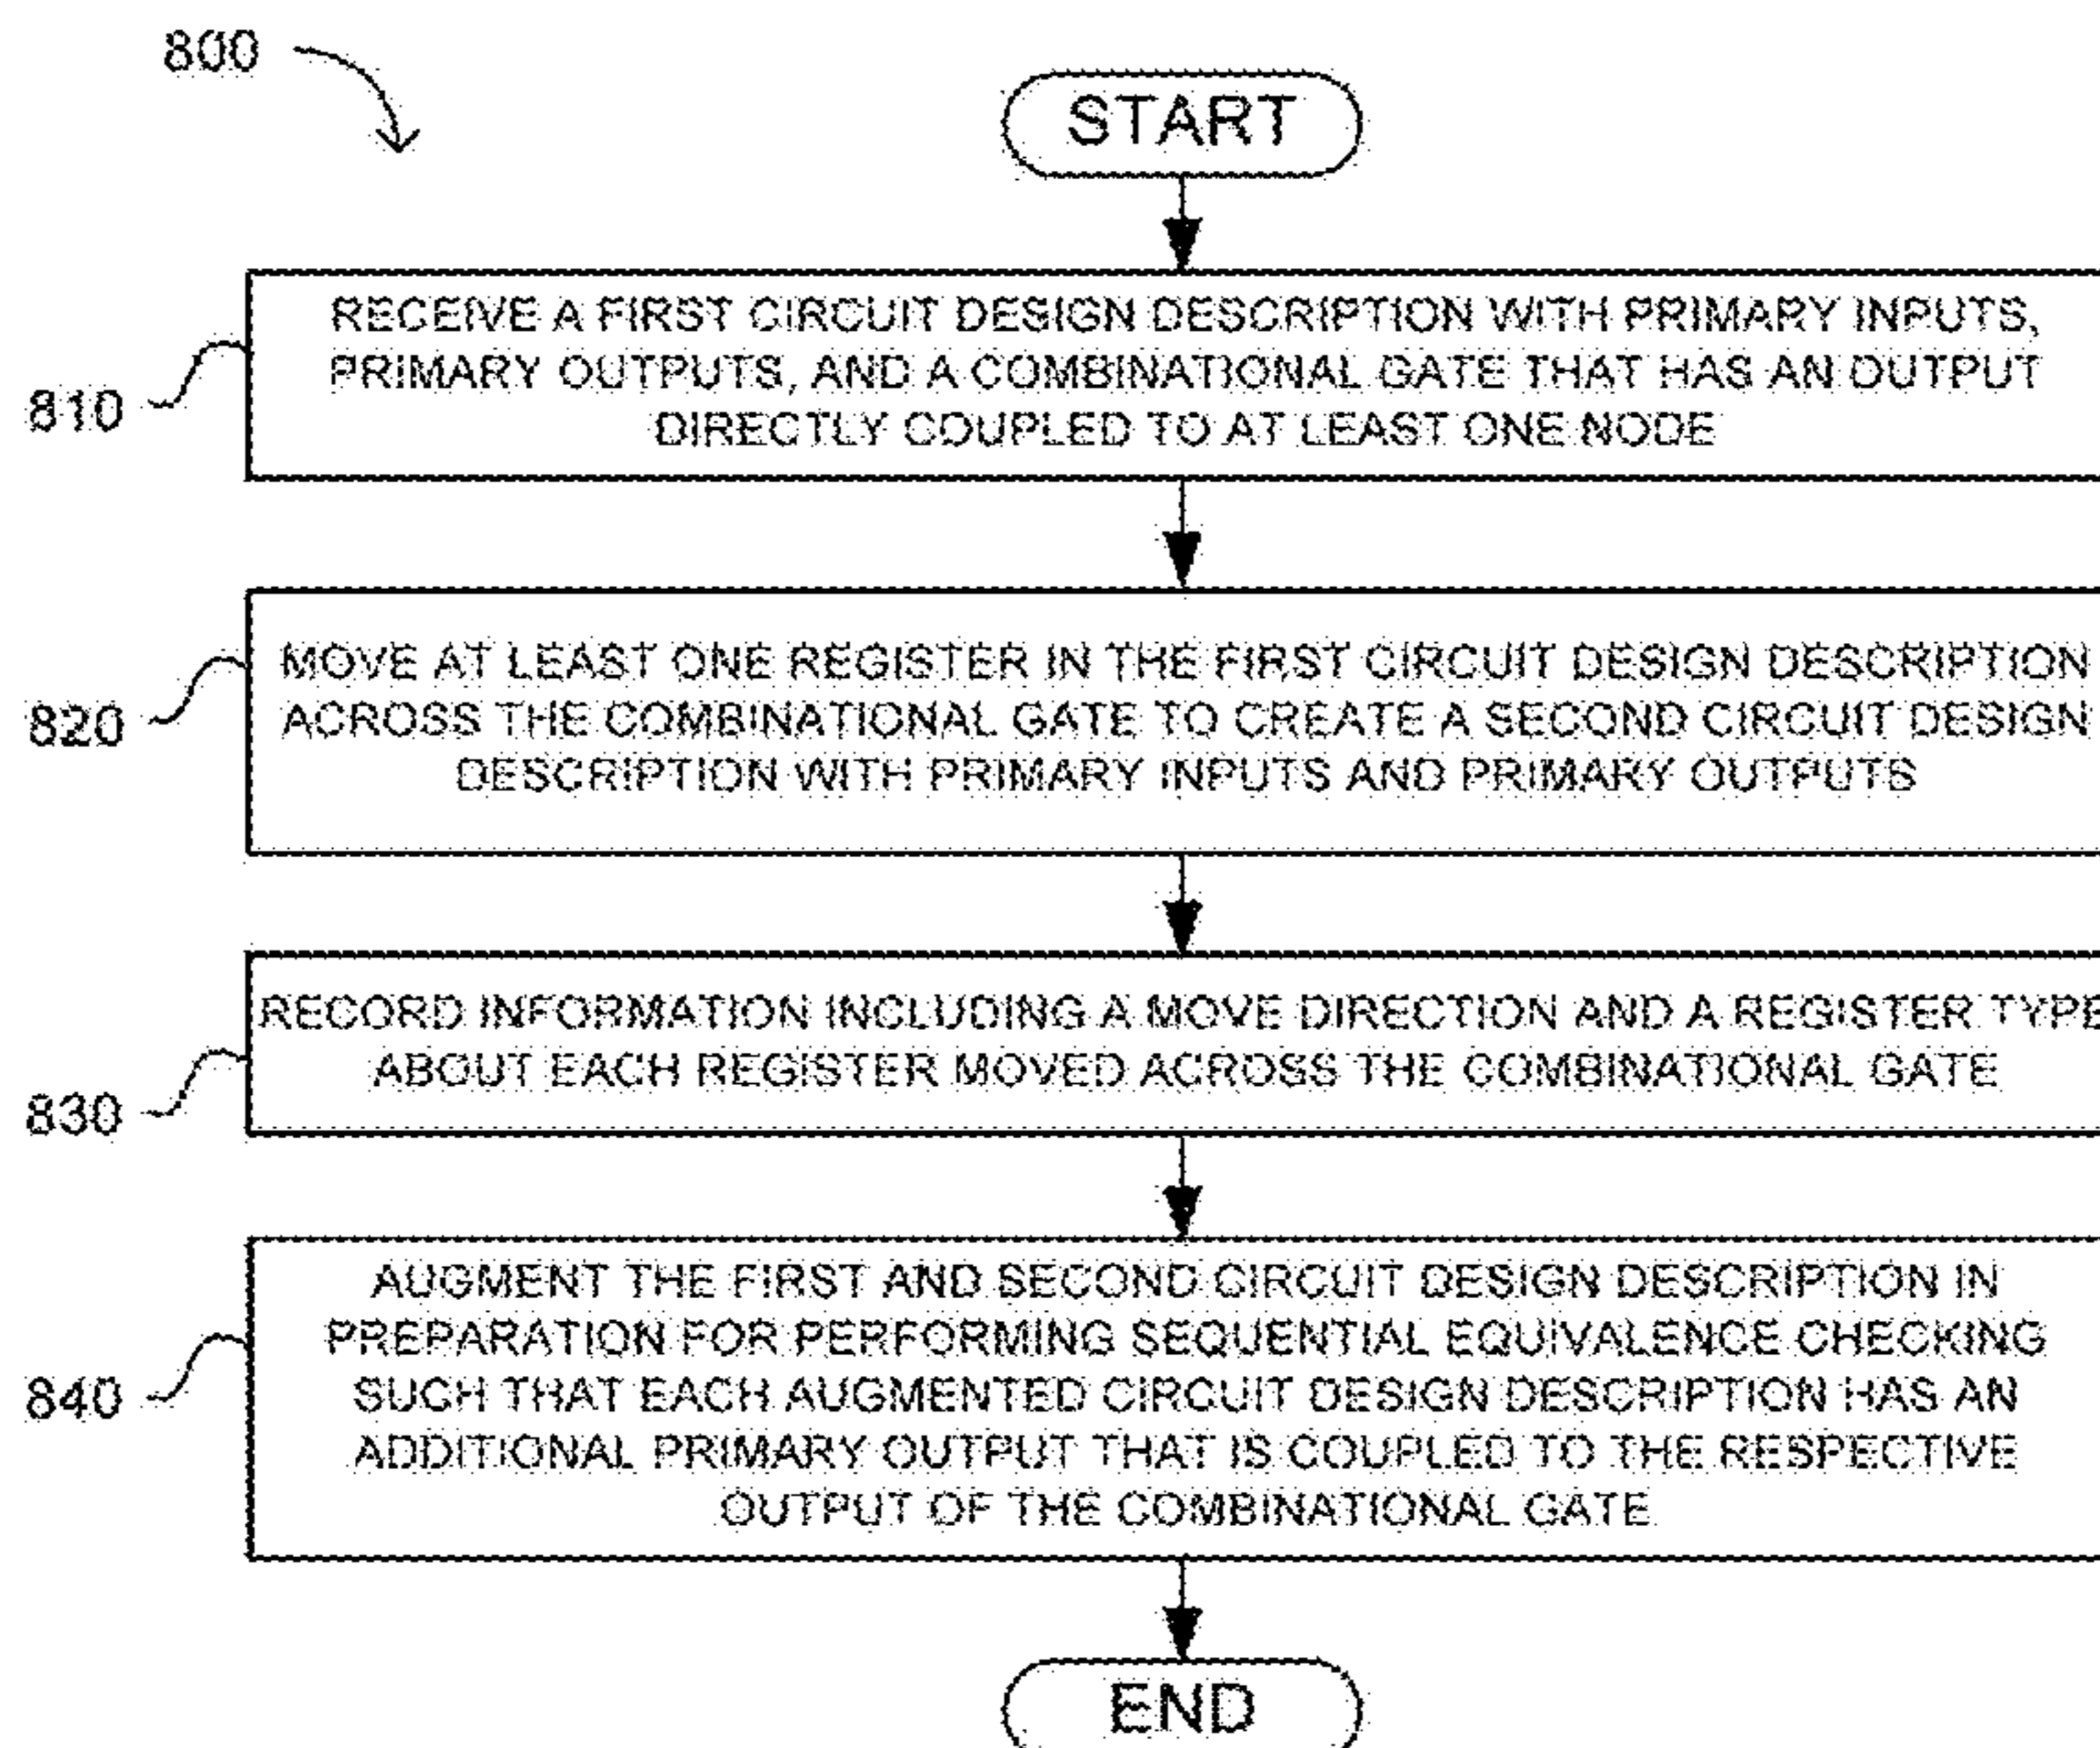 800
START
RECEIVE A FIRST CIRCUIT DESIGN DESCRIPTION WITH PRIMARY INPUTS,
PRIMARY OUTPUTS, AND A COMBINATIONAL GATE THAT HAS AN OUTPUT
DIRECTLY COUPLED TO AT LEAST ONE NODE
810
MOVE AT LEAST ONE REGISTER IN THE FIRST CIRCUIT DESIGN DESCRIPTION
ACROSS THE COMBINATIONAL GATE TO CREATE A SECOND CIRCUIT DESIGN
DESCRIPTION WITH PRIMARY INPUTS AND PRIMARY OUTPUTS
820
RECORD INFORMATION INCLUDING A MOVE DIRECTION AND A REGISTER TYPE
ABOUT EACH REGISTER MOVED ACROSS THE COMBINATIONAL GATE
830
AUGMENT THE FIRST AND SECOND CIRCUIT DESIGN DESCRIPTION IN
PREPARATION FOR PERFORMING SEQUENTIAL EQUIVALENCE CHECKING
SUCH THAT EACH AUGMENTED CIRCUIT DESIGN DESCRIPTION HAS AN
ADDITIONAL PRIMARY OUTPUT THAT IS COUPLED TO THE RESPECTIVE
OUTPUT OF THE COMBINATIONAL GATE
840
END